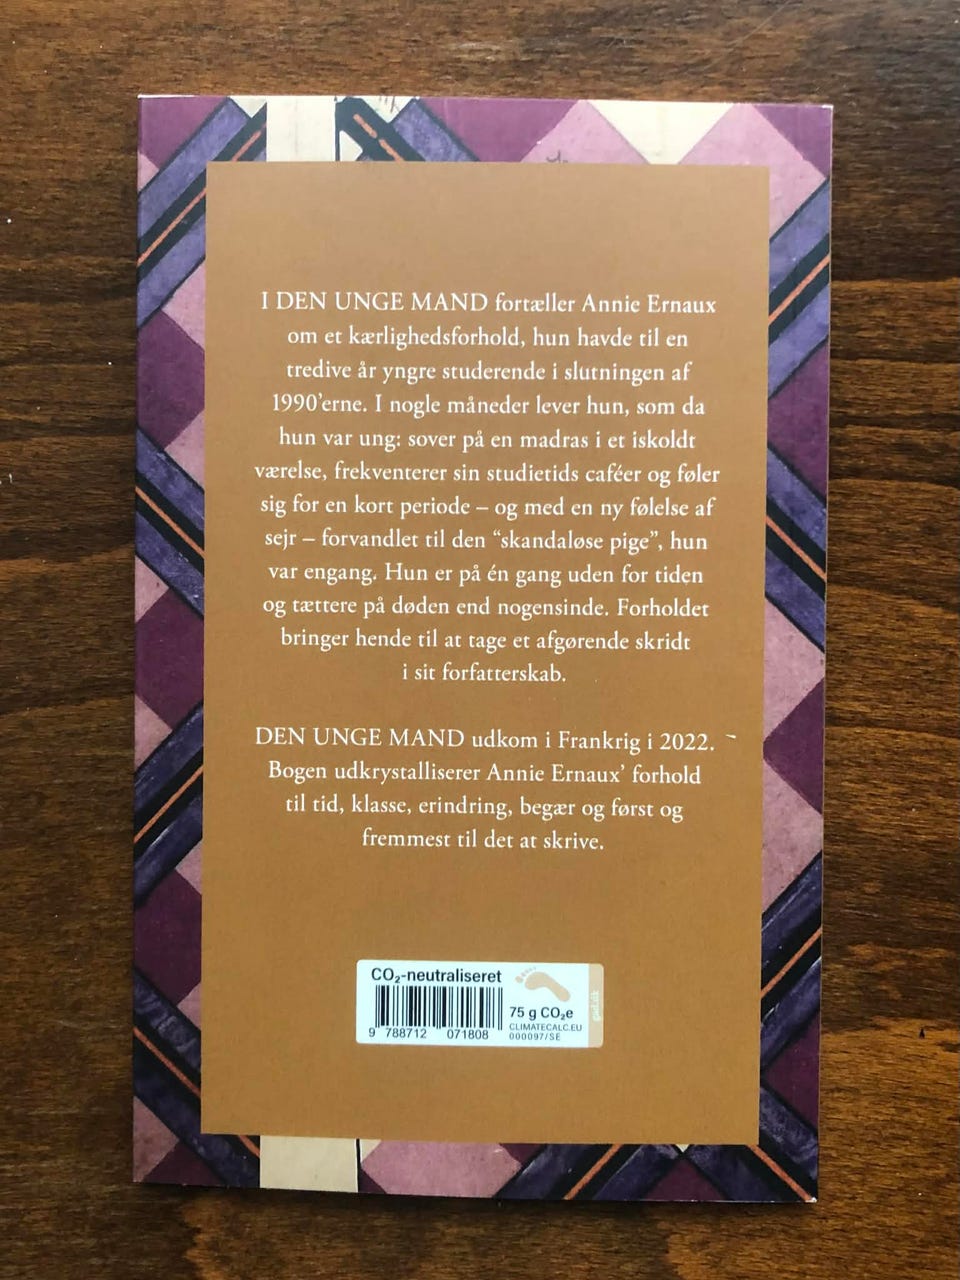 I DEN UNGE MAND fortæller Annie Ernaux
om et kærlighedsforhold, hun havde til en
tredive år yngre studerende i slutningen af
1990’erne. I nogle måneder lever hun, som da
hun var ung: sover på en madras i et iskoldt
værelse, frekventerer sin studietids caféer og føler
sig for en kort periode – og med en ny følelse af
sejr – forvandlet til den “skandaløse pige”, hun
var engang. Hun er på én gang uden for tiden
og tættere på døden end nogensinde. Forholdet
bringer hende til at tage et afgørende skridt
i sit forfatterskab.
DEN UNGE MAND udkom i Frankrig i 2022.
Bogen udkrystalliserer Annie Ernaux’ forhold
til tid, klasse, erindring, begær og først og
fremmest til det at skrive.
CO₂-neutraliseret
75 g CO₂e
CLIMATECALC.EU
000097/SE
9 788712 071808
gad.dk